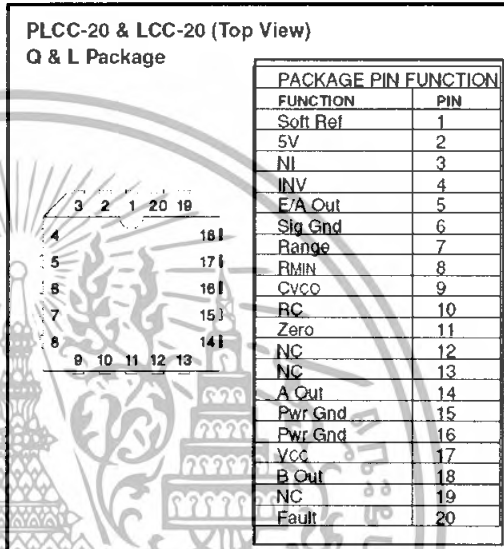 PLCC-20 & LCC-20 (Top View)
Q & L Package
3 2 1 20 19
4 18
5 17
6 16
7 15
8 14
9 10 11 12 13
PACKAGE PIN FUNCTION
FUNCTION PIN
Soft Ref 1
5V 2
NI 3
INV 4
E/A Out 5
Sig Gnd 6
Range 7
RMIN 8
CVCO 9
RC 10
Zero 11
NC 12
NC 13
A Out 14
Pwr Gnd 15
Pwr Gnd 16
VCC 17
B Out 18
NC 19
Fault 20